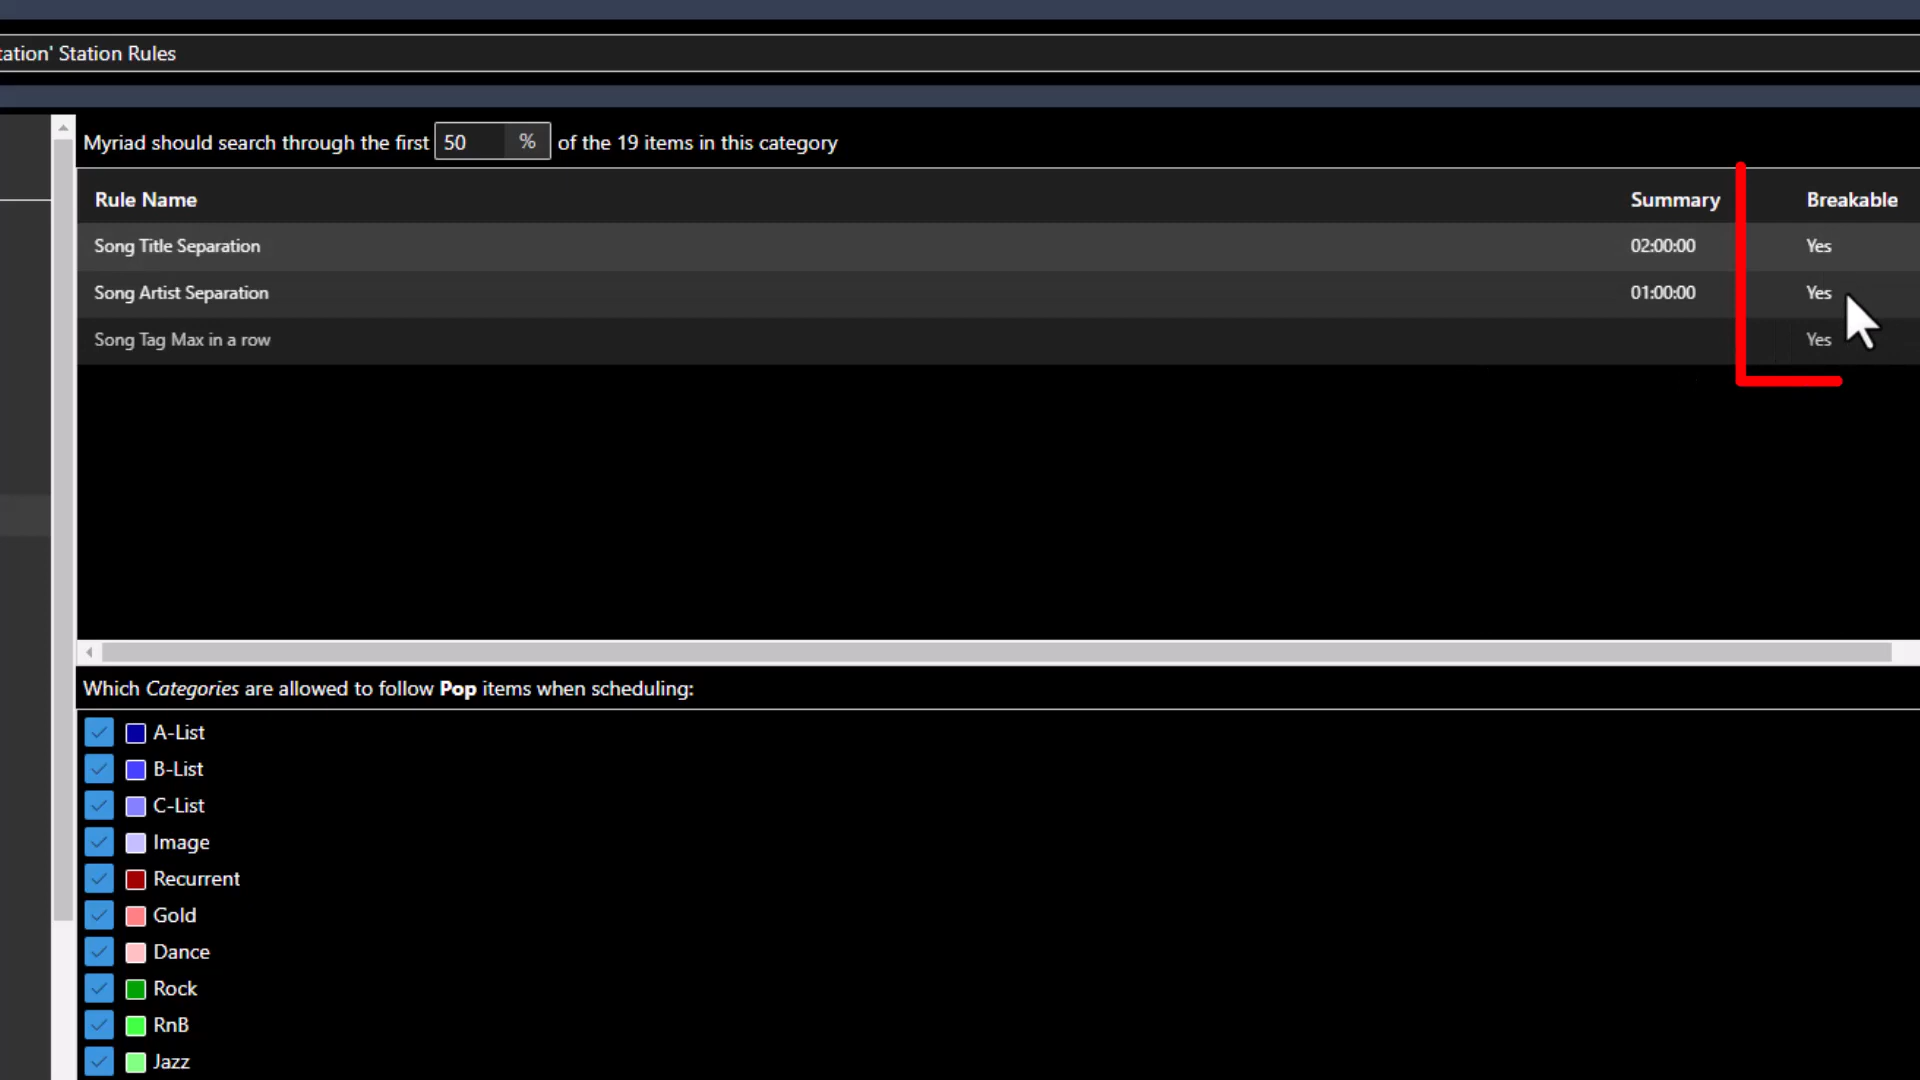 tation' Station Rules
Myriad should search through the first 50 % of the 19 items in this category
Rule Name Summary Breakable
Song Title Separation 02:00:00 Yes
Song Artist Separation 01:00:00 Yes
Song Tag Max in a row Yes
Which Categories are allowed to follow Pop items when scheduling:
A-List
B-List
C-List
Image
Recurrent
Gold
Dance
Rock
RnB
Jazz